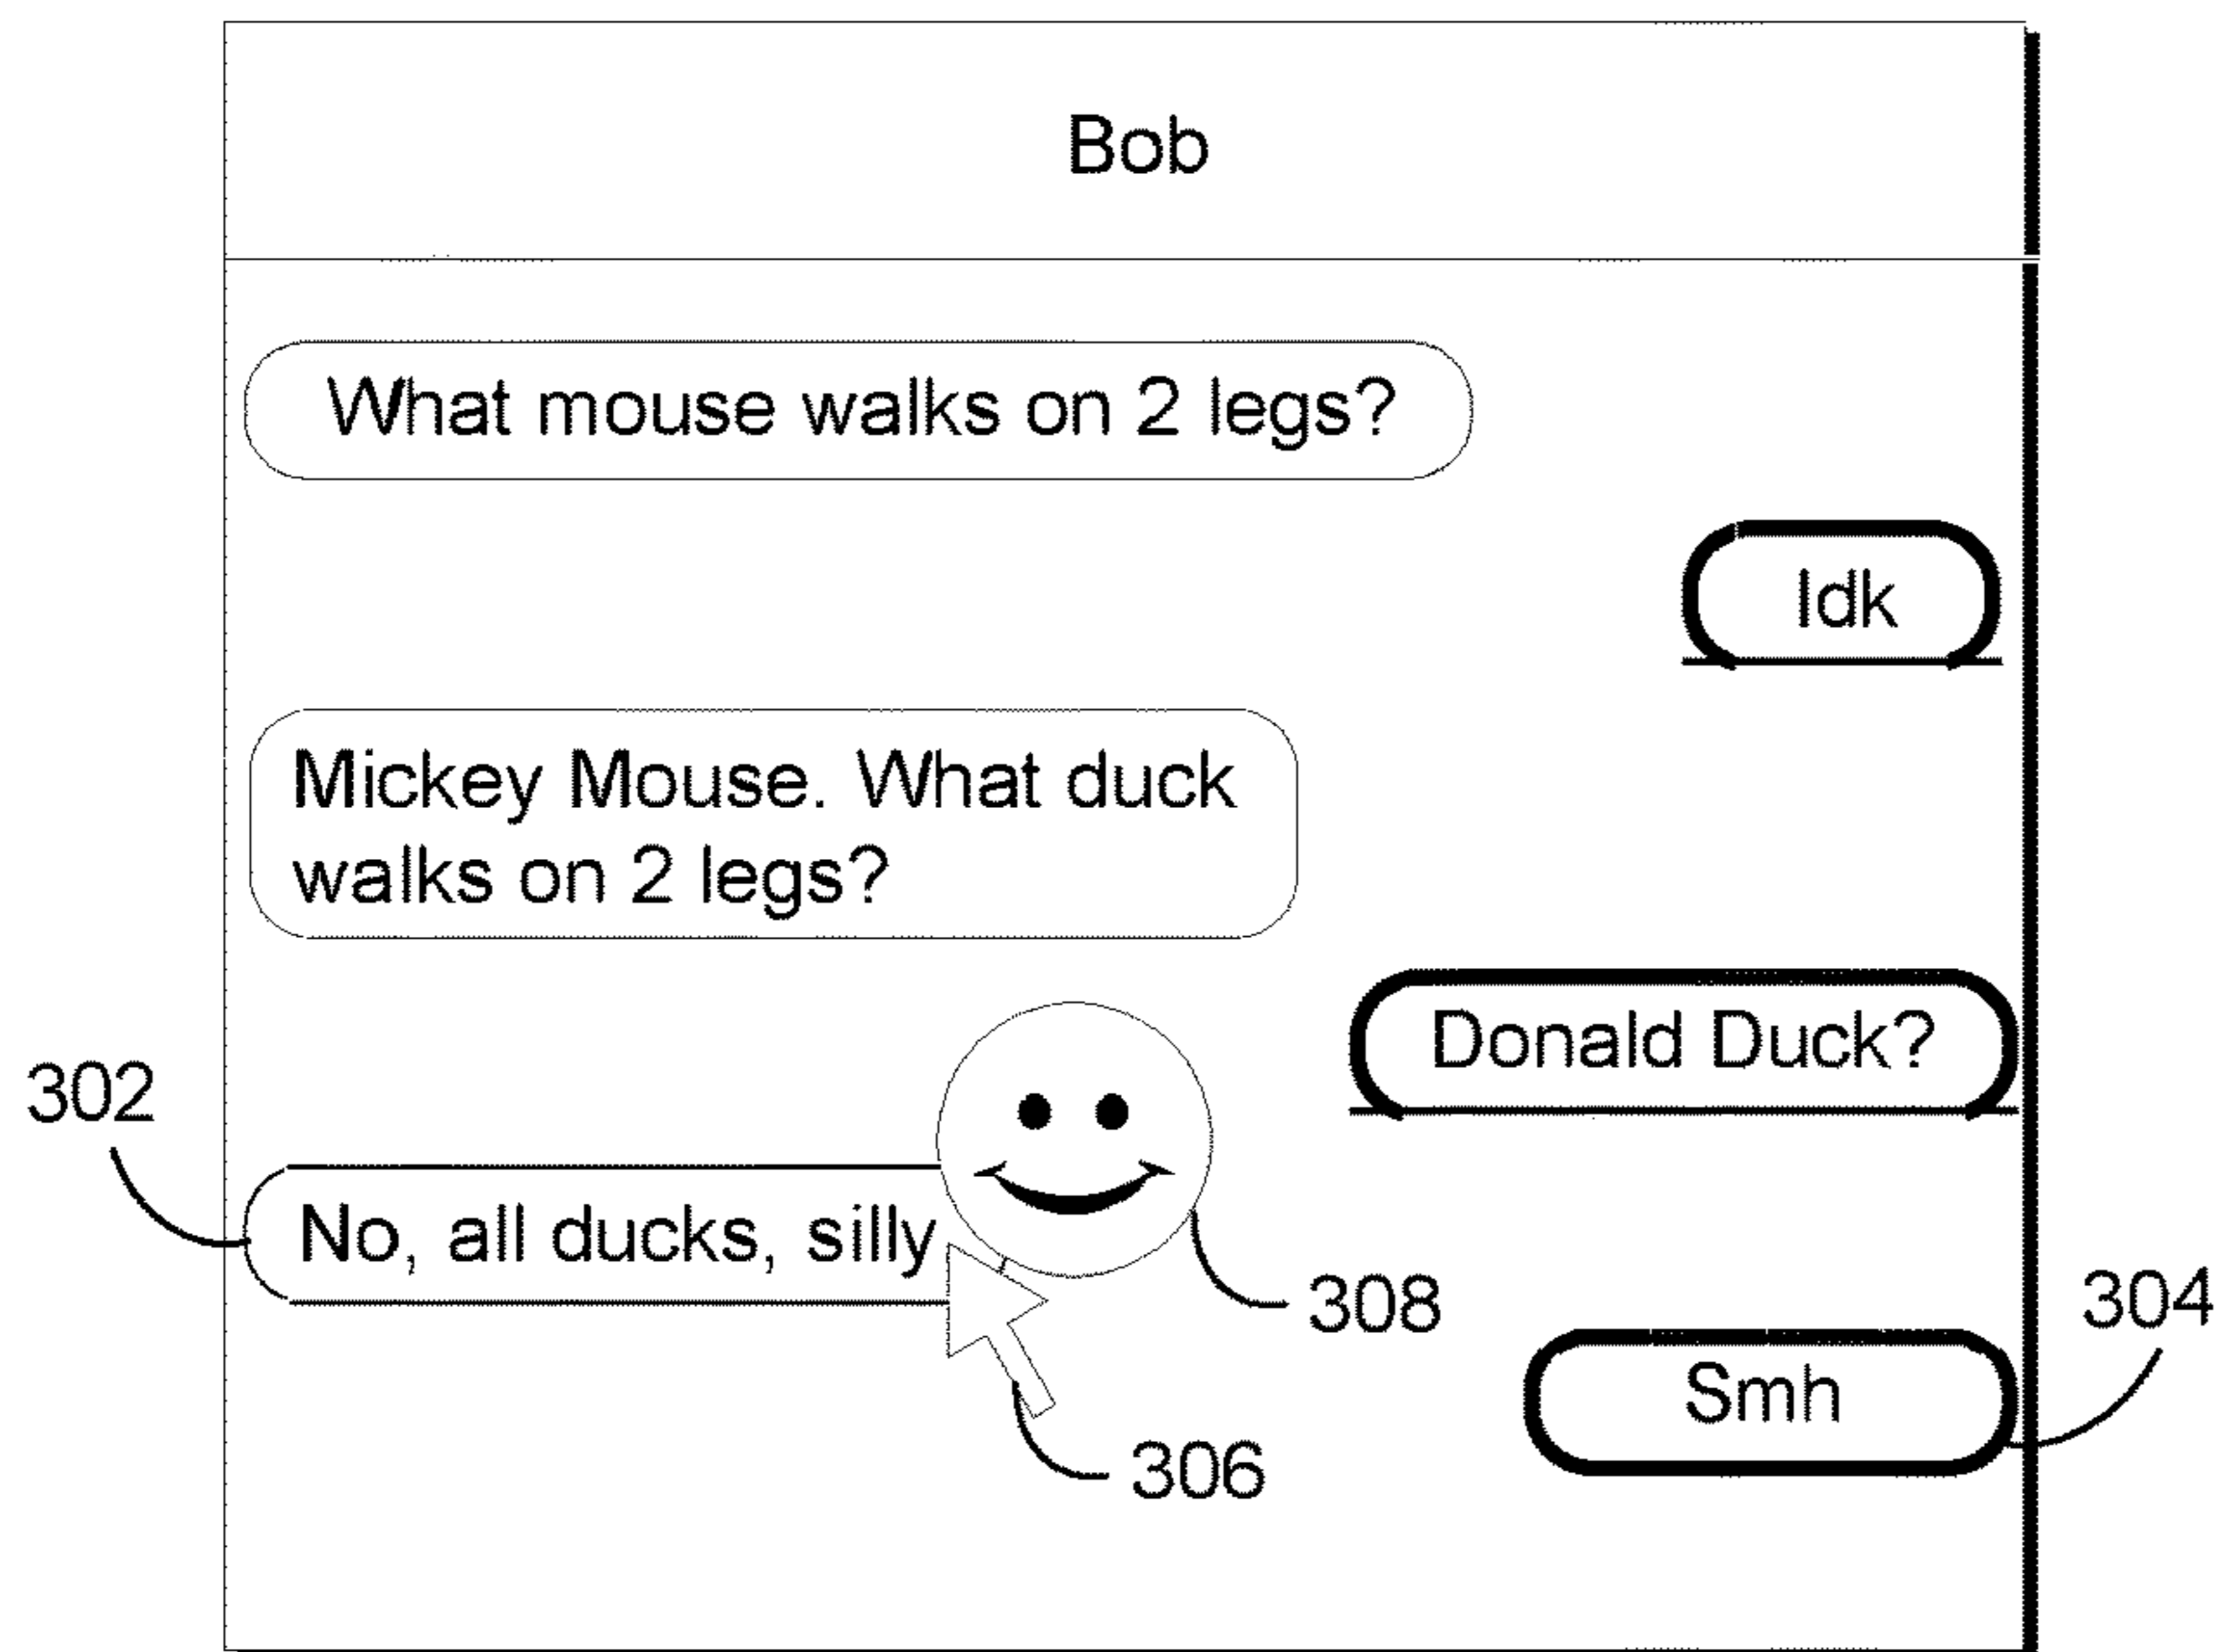 Bob
What mouse walks on 2 legs?
Idk
Mickey Mouse. What duck
walks on 2 legs?
Donald Duck?
302
No, all ducks, silly
308
304
Smh
306